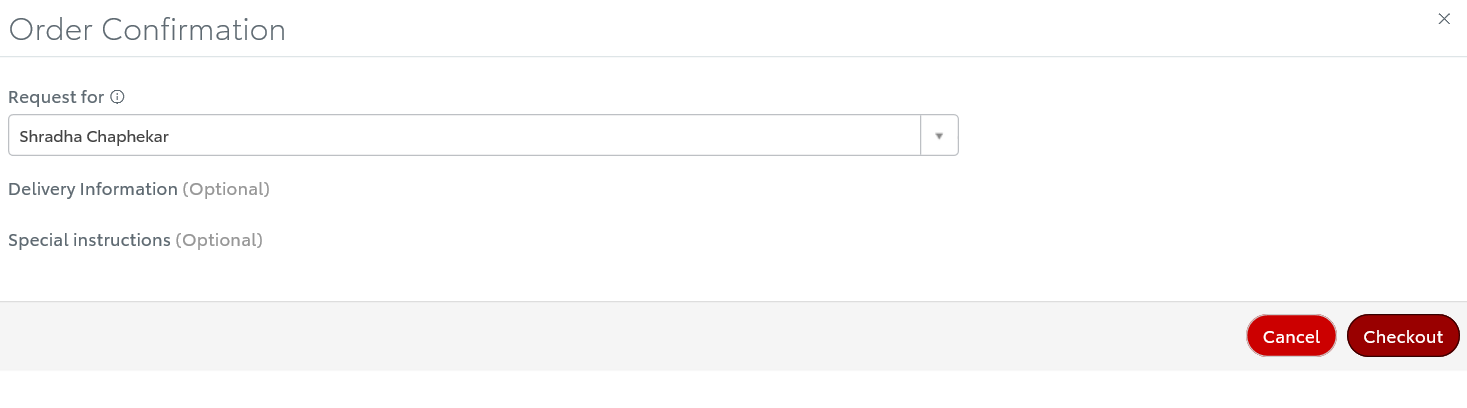 Order Confirmation
Request for
Shradha Chaphekar
Delivery Information (Optional)
Special instructions (Optional)
Cancel Checkout